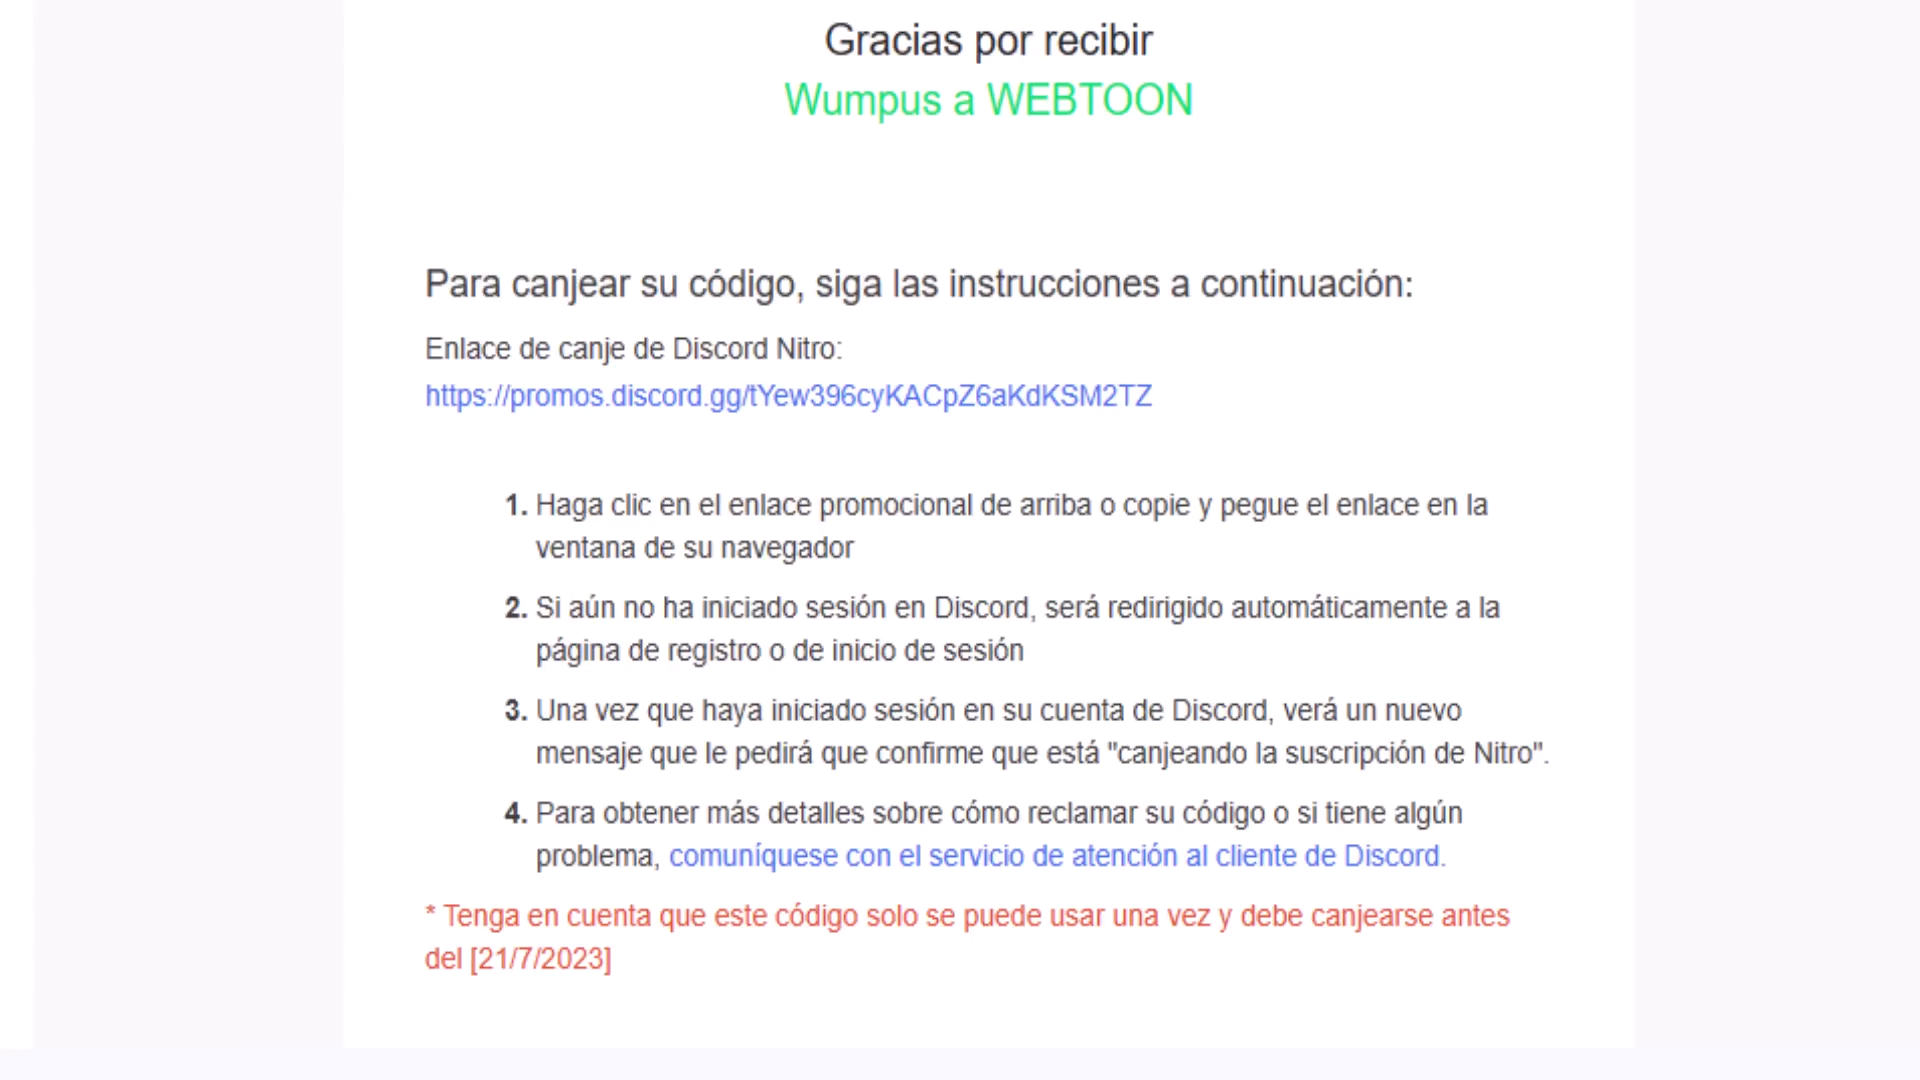 Gracias por recibir
Wumpus a WEBTOON
Para canjear su código, siga las instrucciones a continuación:
Enlace de canje de Discord Nitro:
https://promos.discord.gg/tYew396cyKACpZ6aKdKSM2TZ
1. Haga clic en el enlace promocional de arriba o copie y pegue el enlace en la
ventana de su navegador
2. Si aún no ha iniciado sesión en Discord, será redirigido automáticamente a la
página de registro o de inicio de sesión
3. Una vez que haya iniciado sesión en su cuenta de Discord, verá un nuevo
mensaje que le pedirá que confirme que está "canjeando la suscripción de Nitro".
4. Para obtener más detalles sobre cómo reclamar su código o si tiene algún
problema, comuníquese con el servicio de atención al cliente de Discord.
* Tenga en cuenta que este código solo se puede usar una vez y debe canjearse antes
del [21/7/2023]